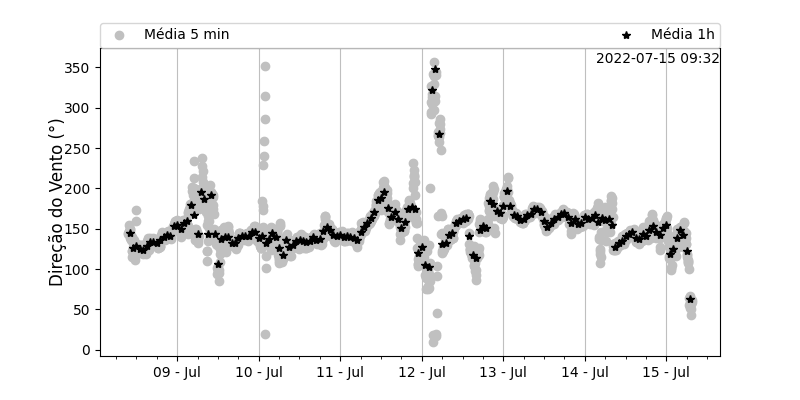 Média 5 min
Média 1h
2022-07-15 09:32
Direção do Vento (°)
350
300
250
200
150
100
50
0
09 - Jul
10 - Jul
11 - Jul
12 - Jul
13 - Jul
14 - Jul
15 - Jul